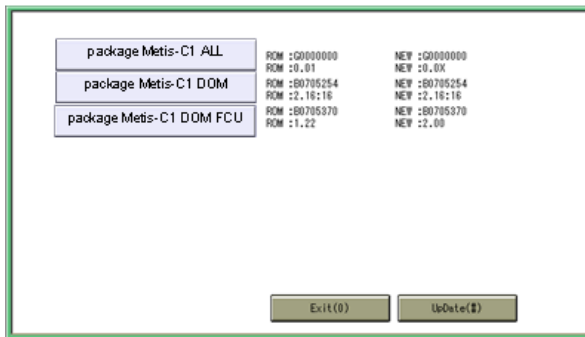 package Metis-C1 ALL
ROM :G0000000 NEW :G0000000
ROM :0.01 NEW :0.0X
package Metis-C1 DOM
ROM :B0705254 NEW :B0705254
ROM :2.16:16 NEW :2.16:16
package Metis-C1 DOM FCU
ROM :B0705370 NEW :B0705370
ROM :1.22 NEW :2.00
Exit(0) UpDate(#)